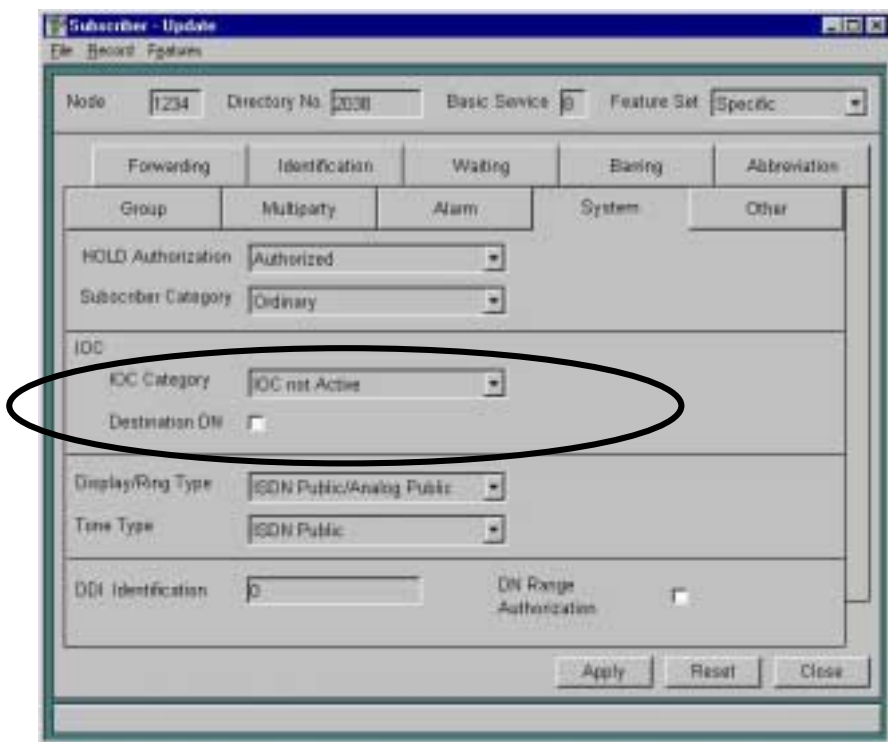 Subscriber - Update
File Record Features
Node 1234 Directory No. 2038 Basic Service 0 Feature Set Specific
Forwarding Identification Waiting Barring Abbreviation
Group Multiparty Alarm System Other
HOLD Authorization Authorized
Subscriber Category Ordinary
IOC
IOC Category IOC not Active
Destination DN
Display/Ring Type ISDN Public/Analog Public
Tone Type ISDN Public
DDI Identification 0 DN Range
Authorization
Apply Reset Close